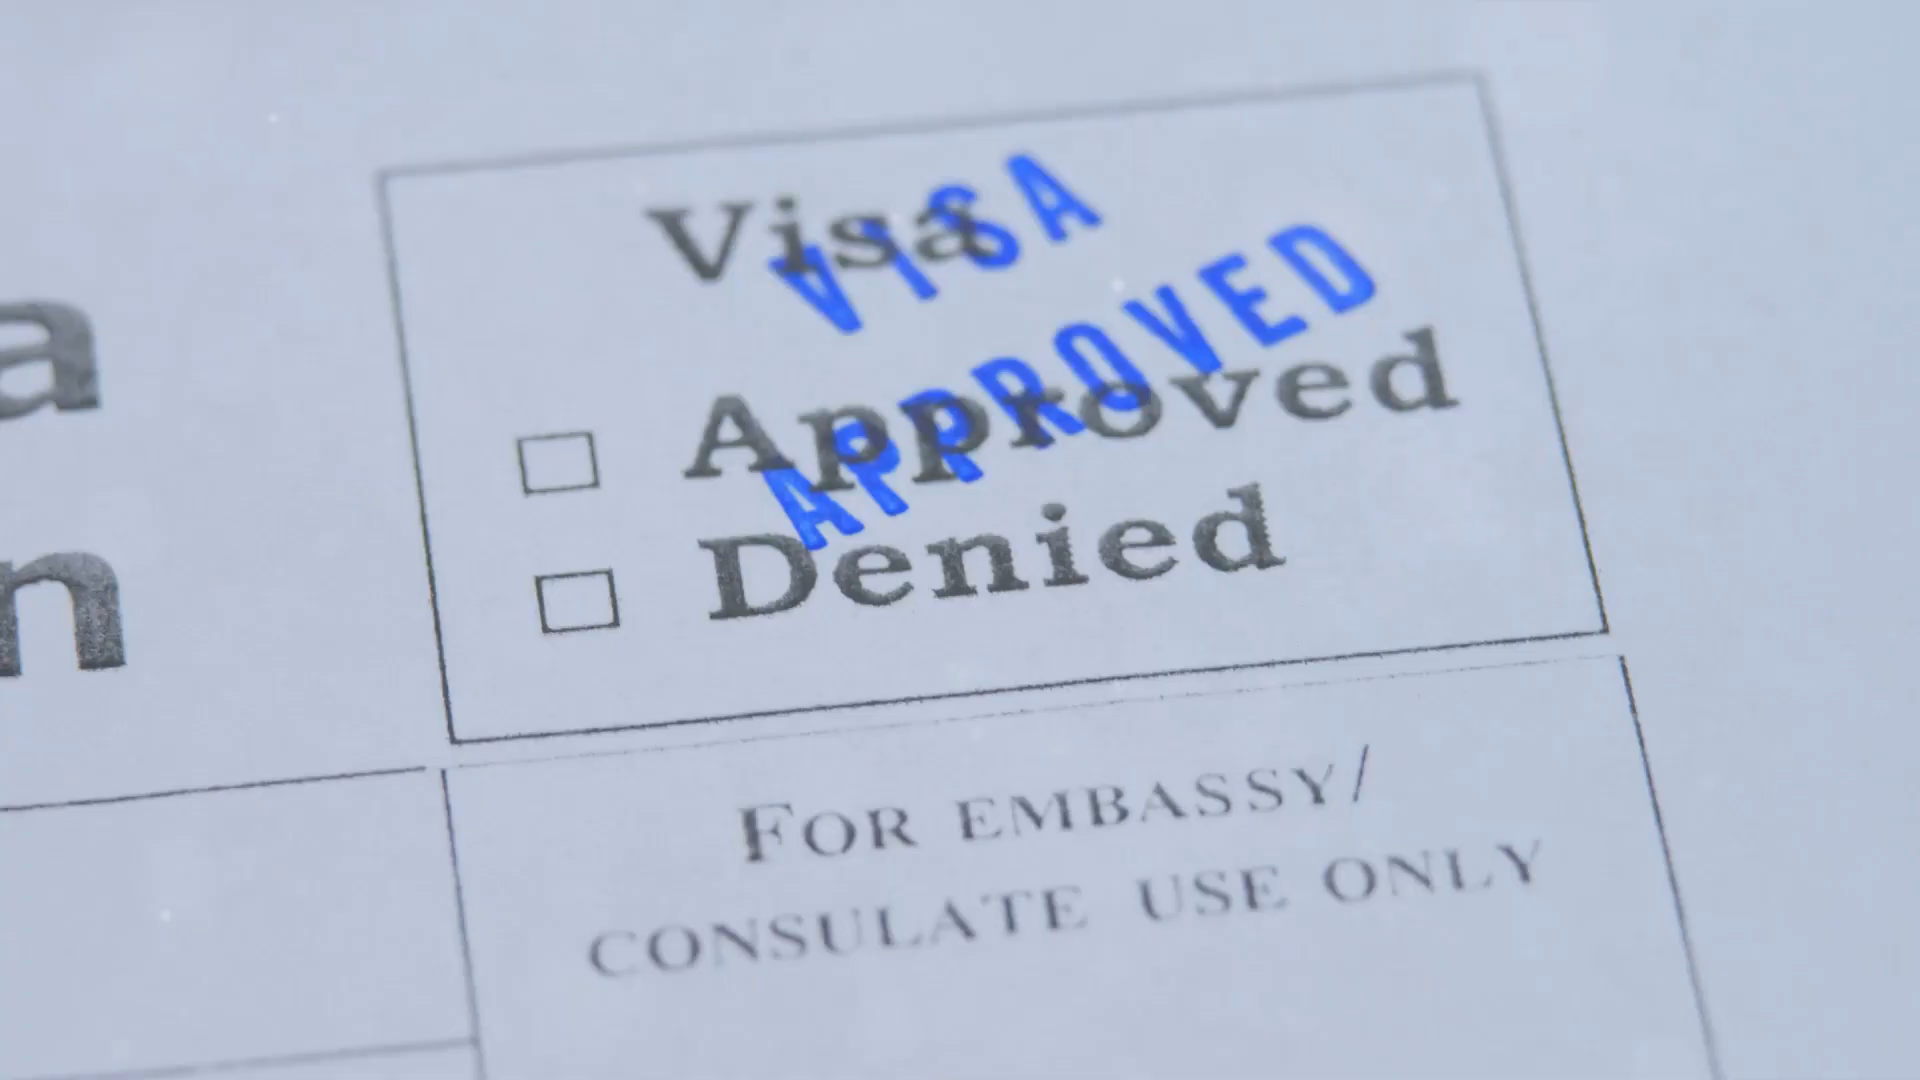 a
n
Visa
VISA
Approved
APPROVED
Denied
FOR EMBASSY/
CONSULATE USE ONLY